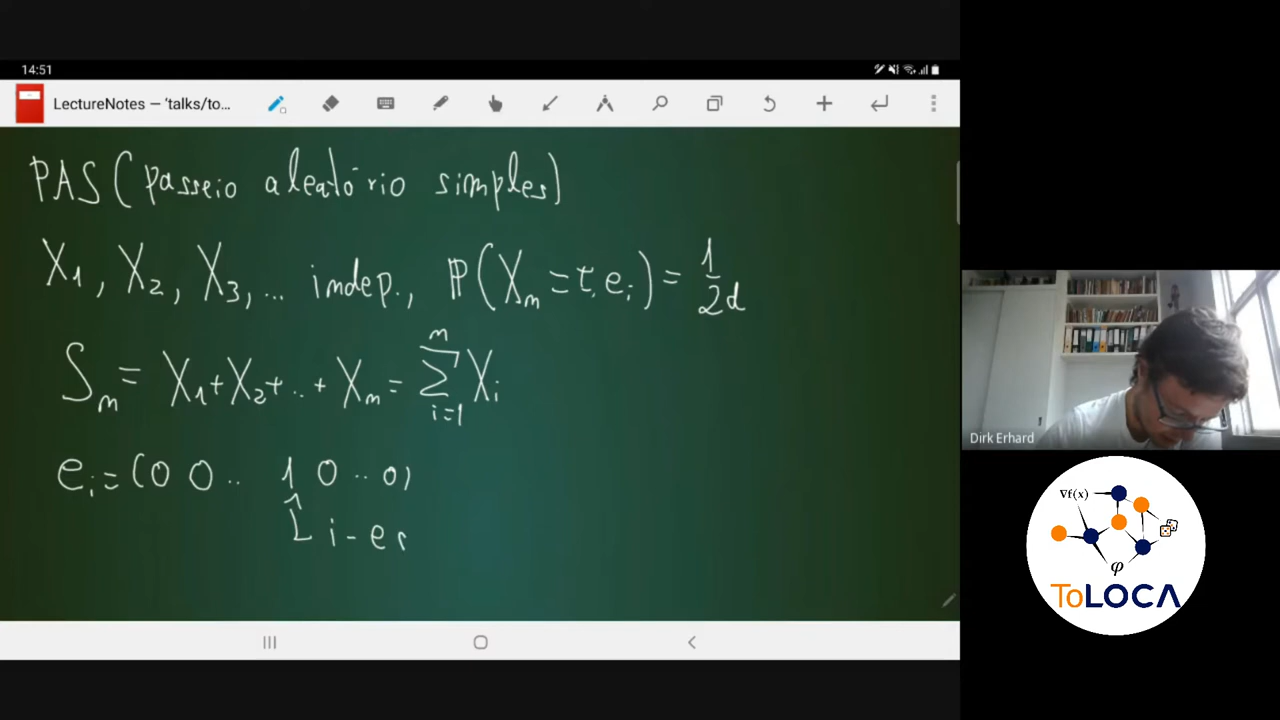 14:51
LectureNotes — 'talks/to...
PAS (passeio aleatório simples)
X₁, X₂, X₃, ... indep., ℙ(Xₘ = ± eᵢ) = 1/2d
Sₘ = X₁ + X₂ + .. + Xₘ = ∑ᵢ₌₁ᵐ Xᵢ
eᵢ = (0 0 .. 1 0 .. 0)
i-es
Dirk Erhard
∇f(x)
φ
ToLOCA